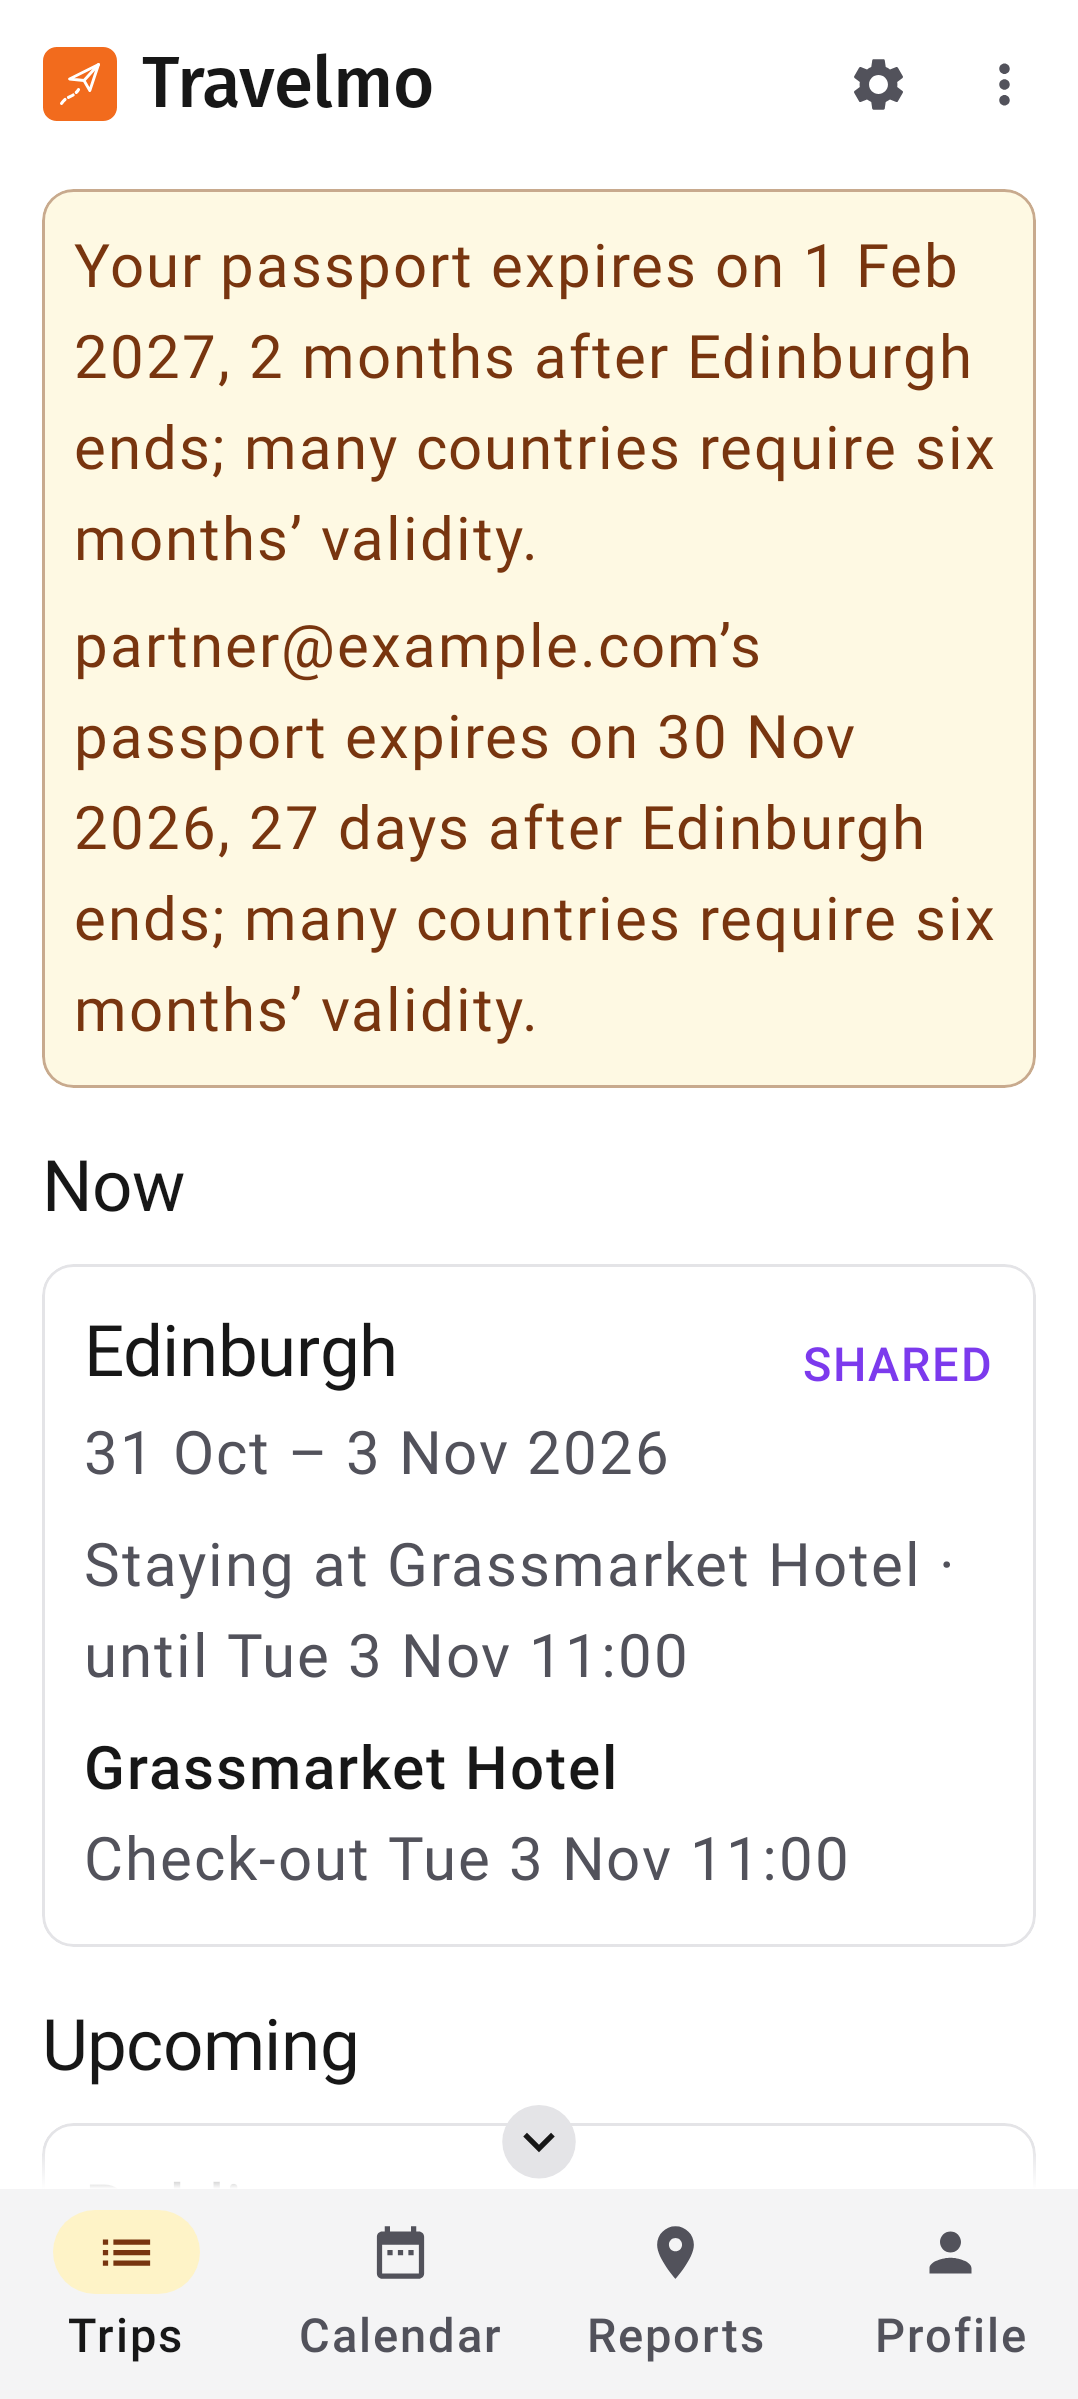 Travelmo
Your passport expires on 1 Feb
2027, 2 months after Edinburgh
ends; many countries require six
months’ validity.
partner@example.com’s
passport expires on 30 Nov
2026, 27 days after Edinburgh
ends; many countries require six
months’ validity.
Now
Edinburgh
SHARED
31 Oct – 3 Nov 2026
Staying at Grassmarket Hotel ·
until Tue 3 Nov 11:00
Grassmarket Hotel
Check-out Tue 3 Nov 11:00
Upcoming
Trips
Calendar
Reports
Profile